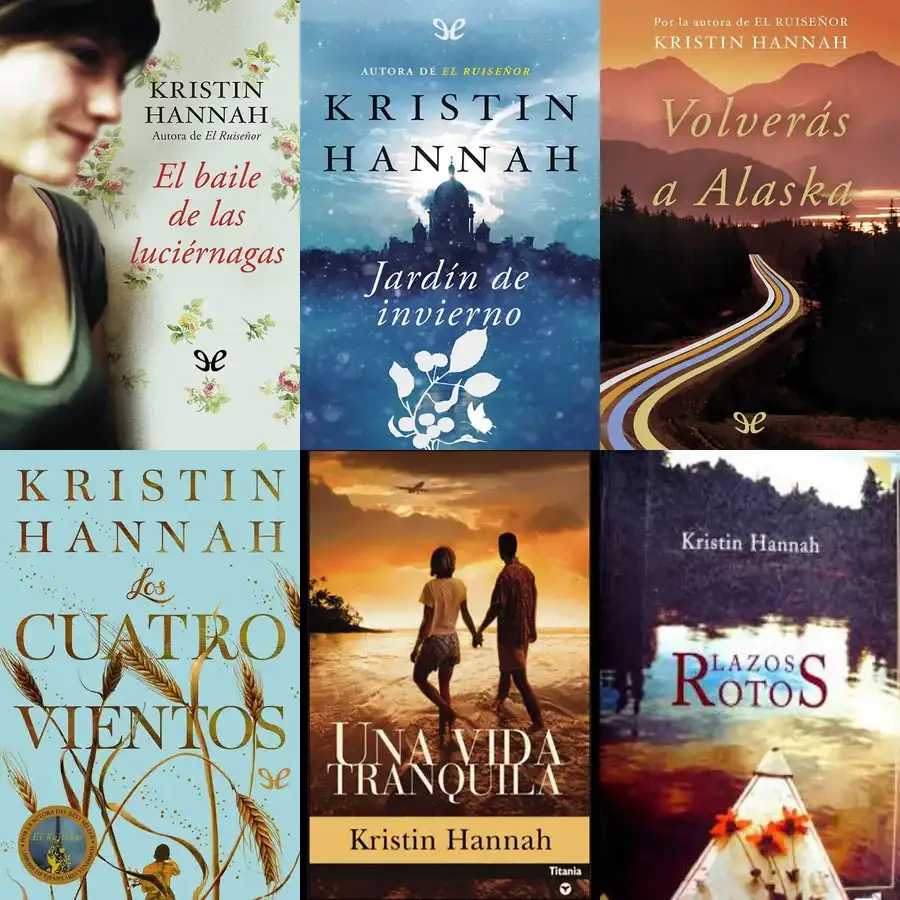 KRISTIN
HANNAH
Autora de El Ruiseñor
El baile
de las
luciérnagas
AUTORA DE EL RUISEÑOR
KRISTIN
HANNAH
Jardín de
invierno
Por la autora de EL RUISEÑOR
KRISTIN HANNAH
Volverás
a Alaska
KRISTIN
HANNAH
Los
CUATRO
VIENTOS
El Ruiseñor
UNA VIDA
TRANQUILA
Kristin Hannah
Titania
Kristin Hannah
LAZOS
ROTOS